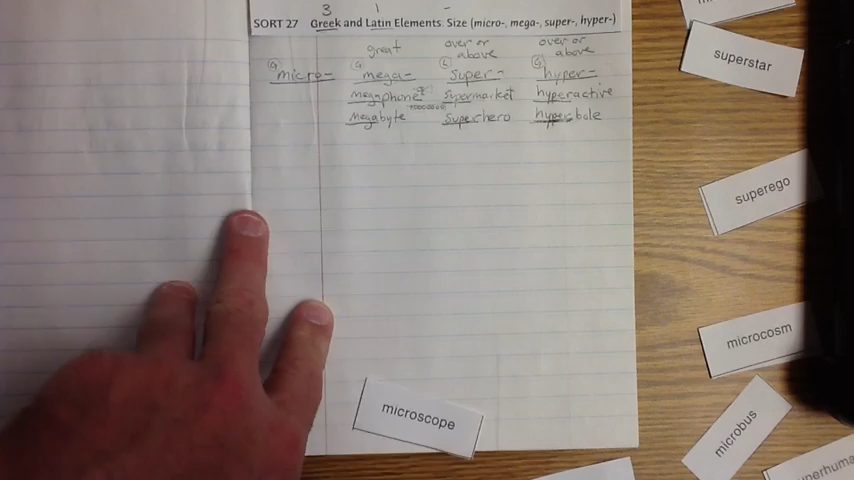 3 1 -
SORT 27 Greek and Latin Elements: Size (micro-, mega-, super-, hyper-)
great over or above over or above
G micro- G mega- L super- G hyper-
megaphone supermarket hyperactive
megabyte superhero hyperbole
superstar
superego
microcosm
microscope
microbus